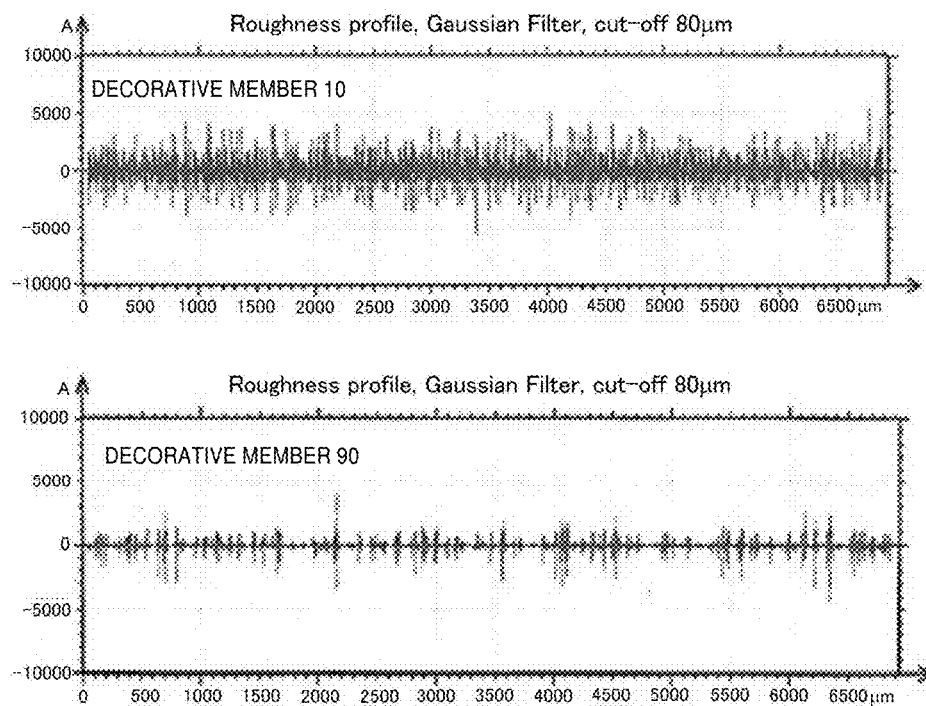 A Roughness profile, Gaussian Filter, cut-off 80μm
10000
DECORATIVE MEMBER 10
5000
0
-5000
-10000
0 500 1000 1500 2000 2500 3000 3500 4000 4500 5000 5500 6000 6500μm
A Roughness profile, Gaussian Filter, cut-off 80μm
10000
DECORATIVE MEMBER 90
5000
0
-5000
-10000
0 500 1000 1500 2000 2500 3000 3500 4000 4500 5000 5500 6000 6500μm